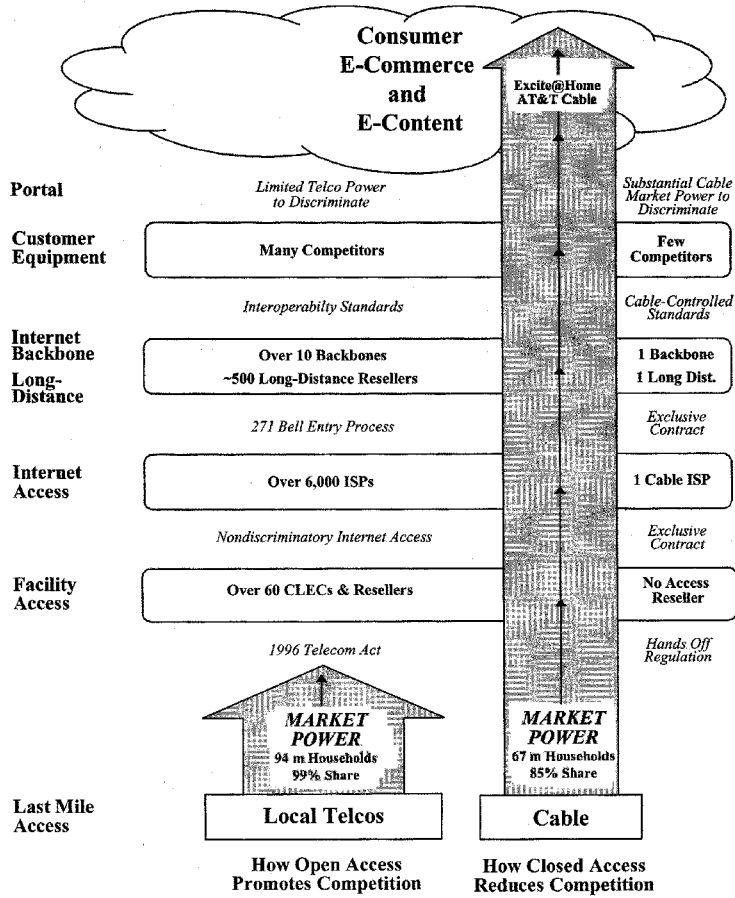 Consumer
E-Commerce
and
E-Content
Excite@Home
AT&T Cable
Portal
Limited Telco Power
to Discriminate
Substantial Cable
Market Power to
Discriminate
Customer
Equipment
Many Competitors
Few
Competitors
Interoperabilty Standards
Cable-Controlled
Standards
Internet
Backbone
Long-
Distance
Over 10 Backbones
~500 Long-Distance Resellers
1 Backbone
1 Long Dist.
271 Bell Entry Process
Exclusive
Contract
Internet
Access
Over 6,000 ISPs
1 Cable ISP
Nondiscriminatory Internet Access
Exclusive
Contract
Facility
Access
Over 60 CLECs & Resellers
No Access
Reseller
1996 Telecom Act
Hands Off
Regulation
MARKET
POWER
94 m Households
99% Share
MARKET
POWER
67 m Households
85% Share
Last Mile
Access
Local Telcos
Cable
How Open Access
Promotes Competition
How Closed Access
Reduces Competition